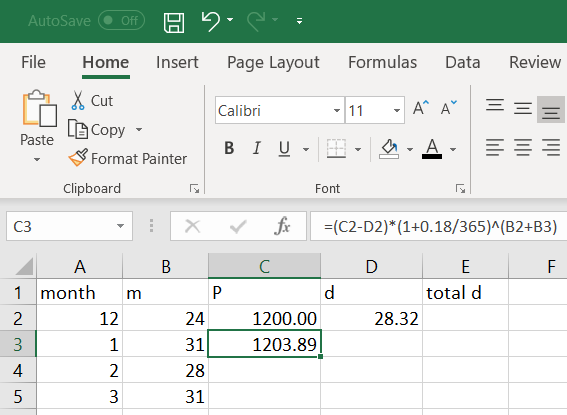 AutoSave Off
File Home Insert Page Layout Formulas Data Review
Paste
Cut
Copy
Format Painter
Clipboard
Calibri 11 A A
B I U A
Font
C3 fx =(C2-D2)*(1+0.18/365)^(B2+B3)
A B C D E F
1 month m P d total d
2 12 24 1200.00 28.32
3 1 31 1203.89
4 2 28
5 3 31